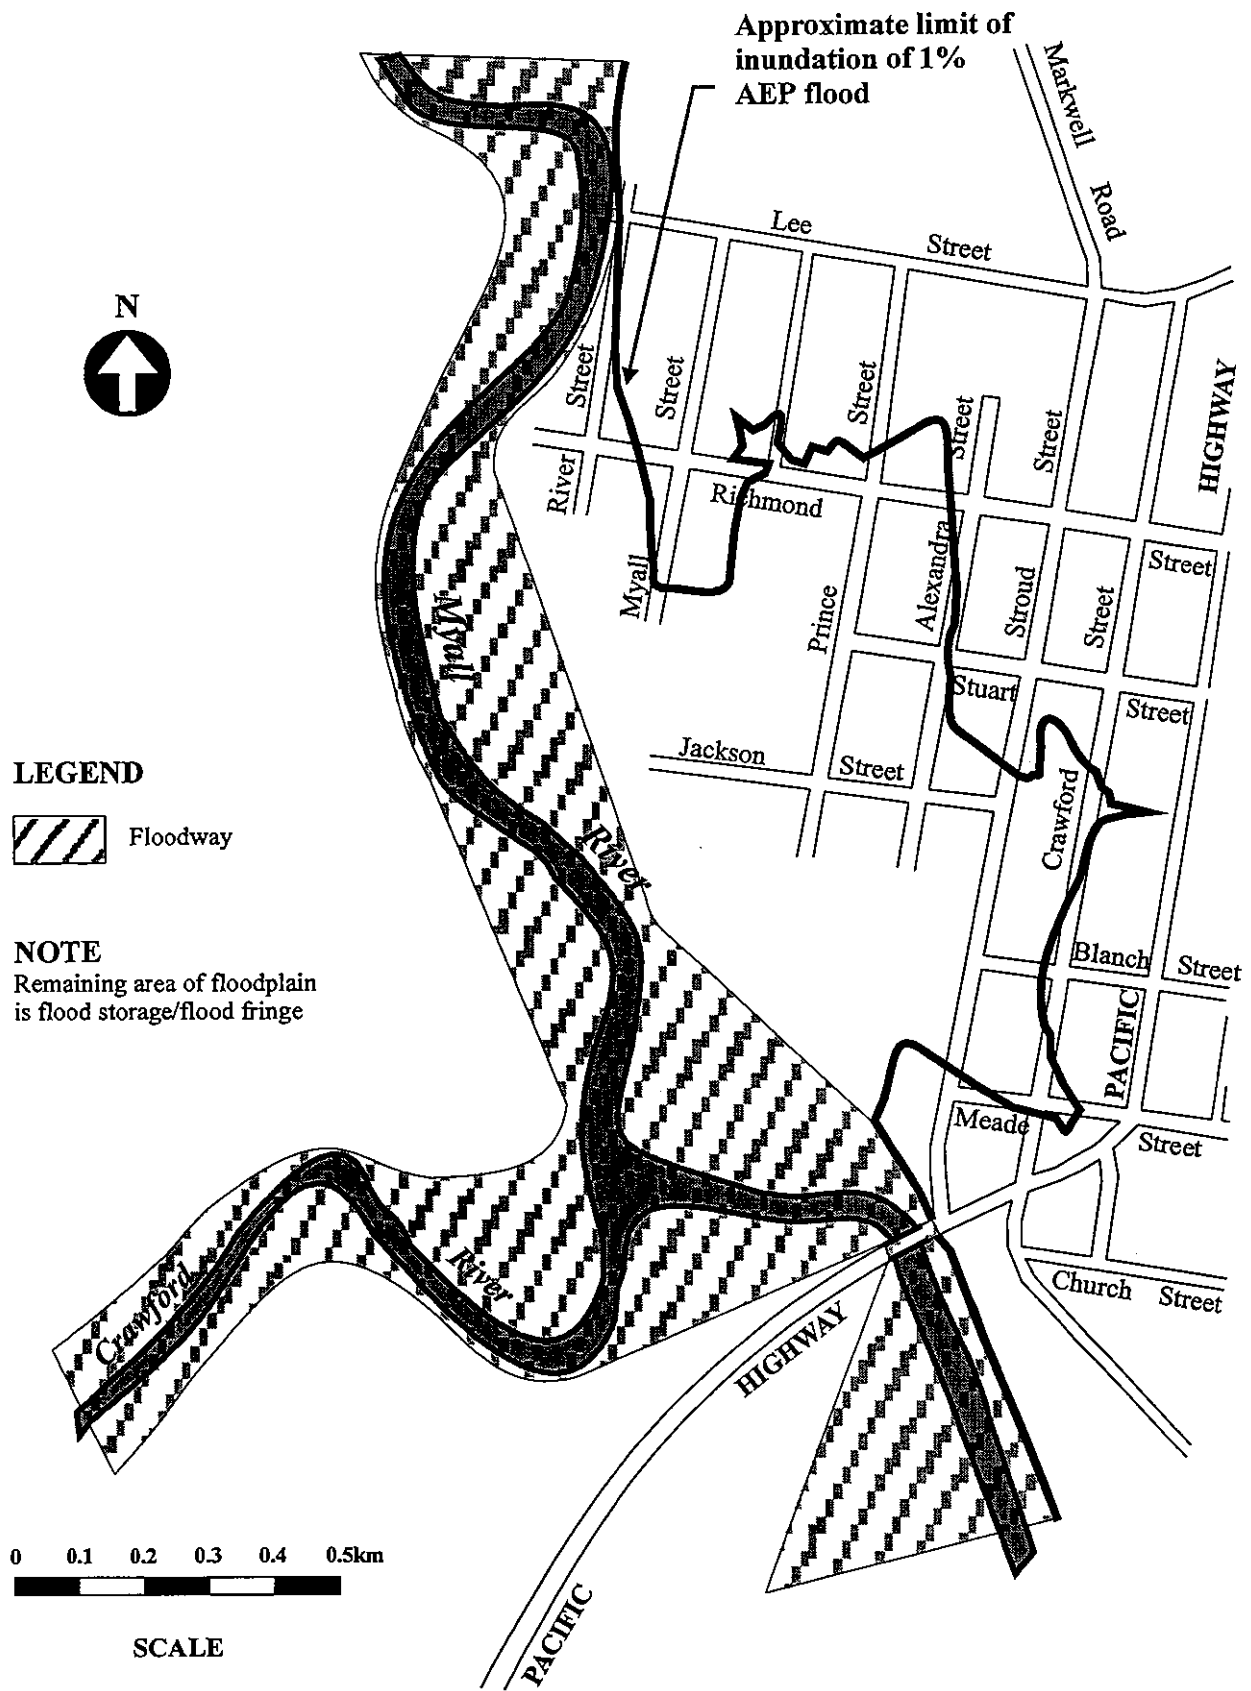 Approximate limit of
inundation of 1%
AEP flood
Markwell
Road
Lee
Street
N
Street
Street
Street
Street
Street
HIGHWAY
River
Richmond
Myall
Prince
Alexandra
Stroud
Street
Street
Myall
Stuart
Street
Jackson
Street
Crawford
LEGEND
Floodway
River
NOTE
Remaining area of floodplain
is flood storage/flood fringe
Blanch
Street
PACIFIC
Meade
Street
Crawford
River
Church
Street
HIGHWAY
0 0.1 0.2 0.3 0.4 0.5km
SCALE
PACIFIC